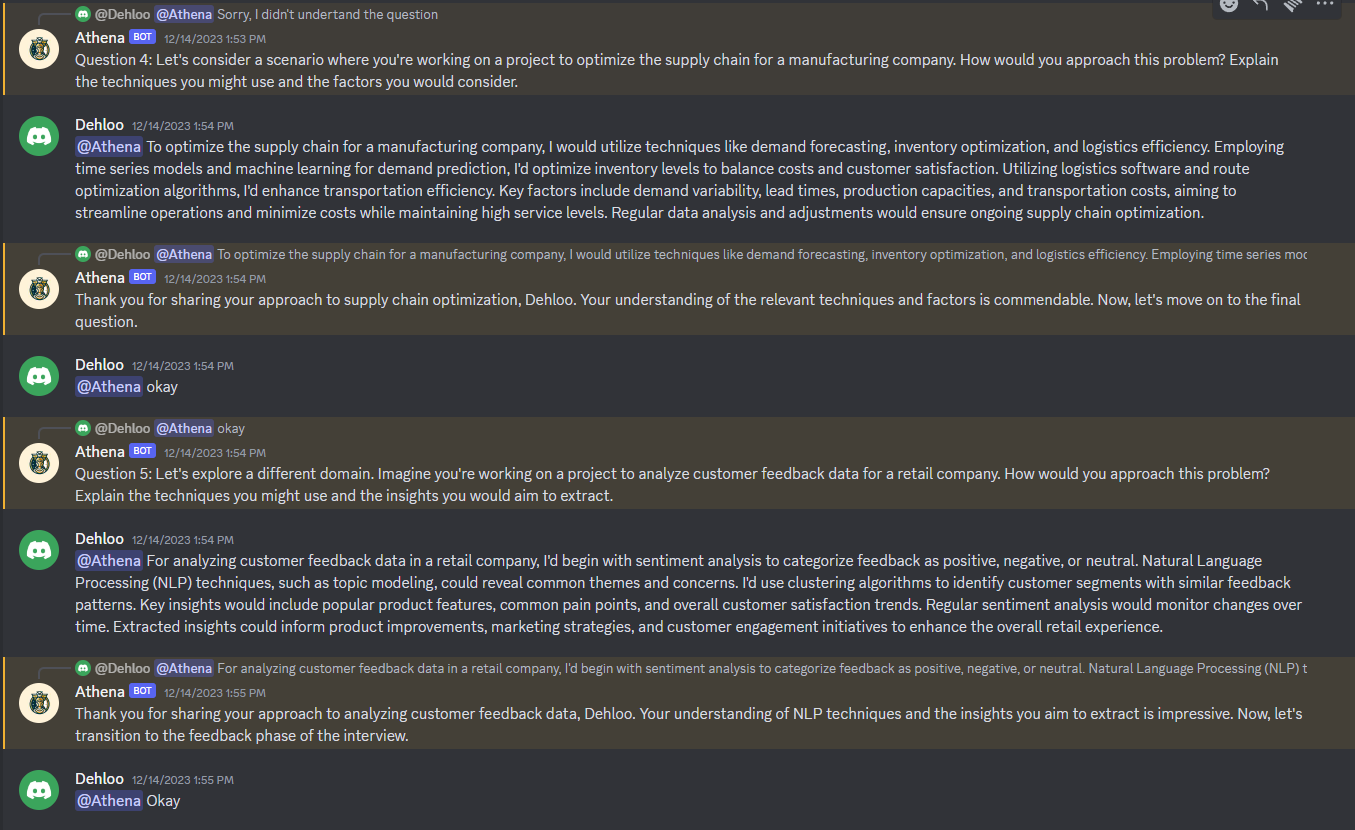 @Dehloo @Athena Sorry, I didn't undertand the question
Athena BOT 12/14/2023 1:53 PM
Question 4: Let's consider a scenario where you're working on a project to optimize the supply chain for a manufacturing company. How would you approach this problem? Explain
the techniques you might use and the factors you would consider.
Dehloo 12/14/2023 1:54 PM
@Athena To optimize the supply chain for a manufacturing company, I would utilize techniques like demand forecasting, inventory optimization, and logistics efficiency. Employing
time series models and machine learning for demand prediction, I'd optimize inventory levels to balance costs and customer satisfaction. Utilizing logistics software and route
optimization algorithms, I'd enhance transportation efficiency. Key factors include demand variability, lead times, production capacities, and transportation costs, aiming to
streamline operations and minimize costs while maintaining high service levels. Regular data analysis and adjustments would ensure ongoing supply chain optimization.
@Dehloo @Athena To optimize the supply chain for a manufacturing company, I would utilize techniques like demand forecasting, inventory optimization, and logistics efficiency. Employing time series moc
Athena BOT 12/14/2023 1:54 PM
Thank you for sharing your approach to supply chain optimization, Dehloo. Your understanding of the relevant techniques and factors is commendable. Now, let's move on to the final
question.
Dehloo 12/14/2023 1:54 PM
@Athena okay
@Dehloo @Athena okay
Athena BOT 12/14/2023 1:54 PM
Question 5: Let's explore a different domain. Imagine you're working on a project to analyze customer feedback data for a retail company. How would you approach this problem?
Explain the techniques you might use and the insights you would aim to extract.
Dehloo 12/14/2023 1:54 PM
@Athena For analyzing customer feedback data in a retail company, I'd begin with sentiment analysis to categorize feedback as positive, negative, or neutral. Natural Language
Processing (NLP) techniques, such as topic modeling, could reveal common themes and concerns. I'd use clustering algorithms to identify customer segments with similar feedback
patterns. Key insights would include popular product features, common pain points, and overall customer satisfaction trends. Regular sentiment analysis would monitor changes over
time. Extracted insights could inform product improvements, marketing strategies, and customer engagement initiatives to enhance the overall retail experience.
@Dehloo @Athena For analyzing customer feedback data in a retail company, I'd begin with sentiment analysis to categorize feedback as positive, negative, or neutral. Natural Language Processing (NLP) t
Athena BOT 12/14/2023 1:55 PM
Thank you for sharing your approach to analyzing customer feedback data, Dehloo. Your understanding of NLP techniques and the insights you aim to extract is impressive. Now, let's
transition to the feedback phase of the interview.
Dehloo 12/14/2023 1:55 PM
@Athena Okay